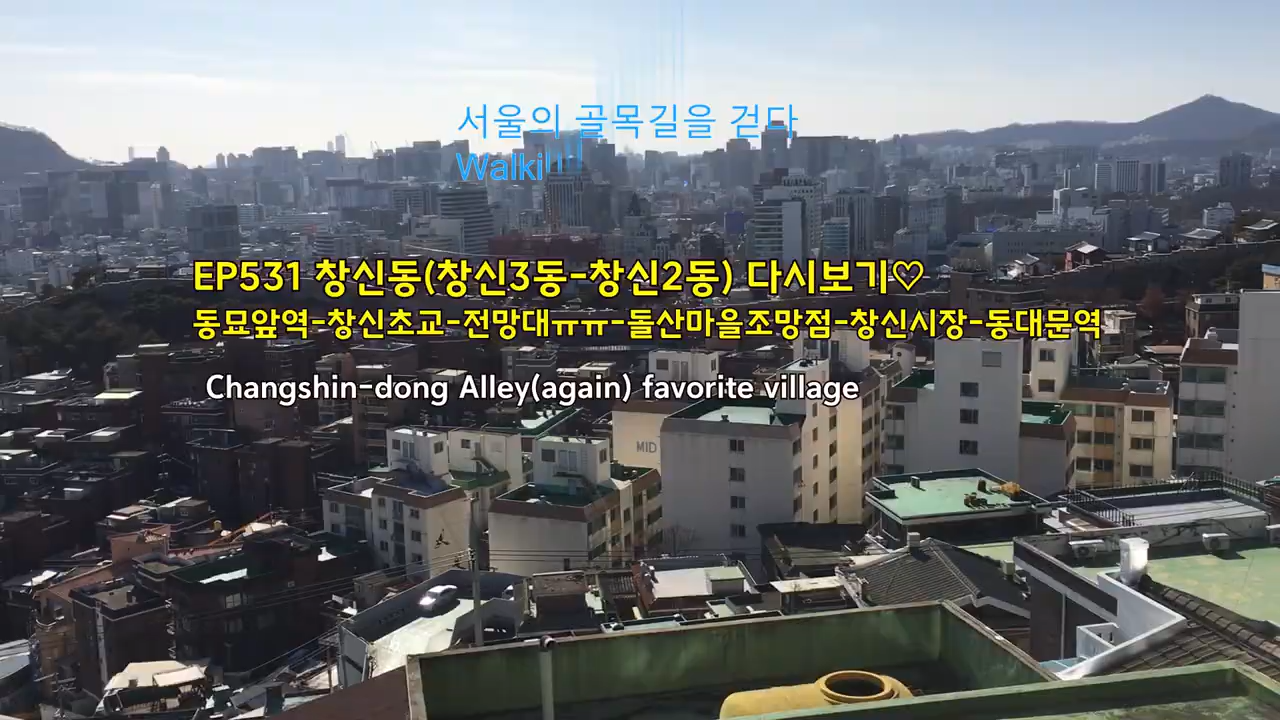 서울의 골목길을 걷다
Walki
EP531 창신동(창신3동-창신2동) 다시보기♡
동묘앞역-창신초교-전망대ㅠㅠ-돌산마을조망점-창신시장-동대문역
Changshin-dong Alley(again) favorite village
MID